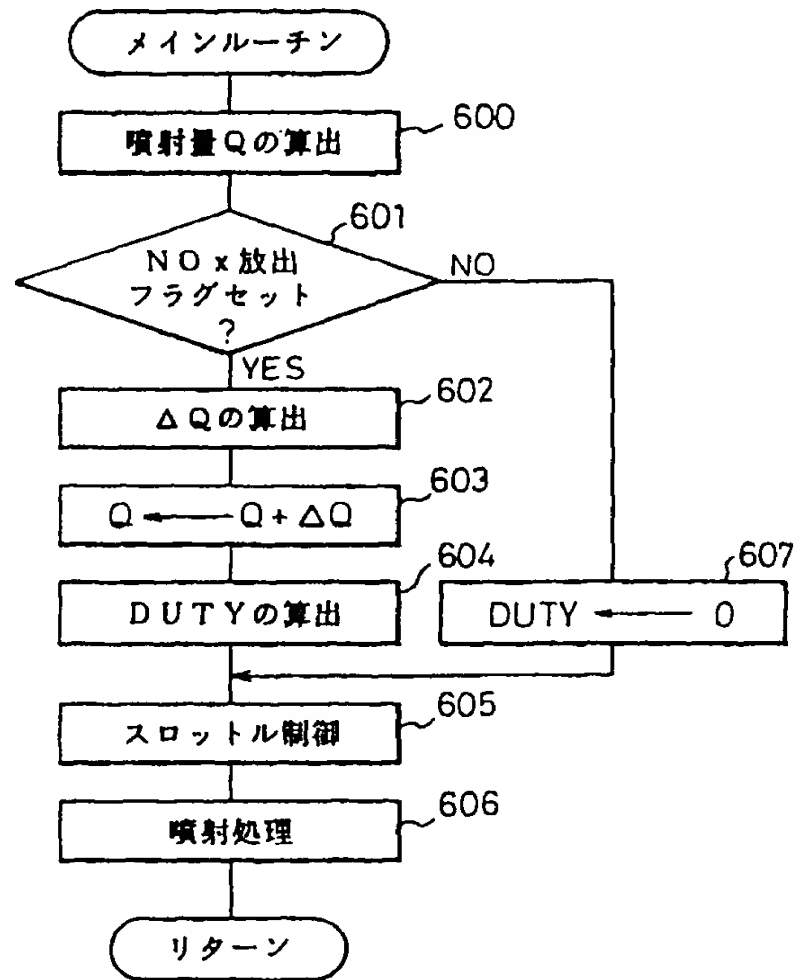 メインルーチン
600
噴射量Qの算出
601
NOx放出
フラグセット
?
NO
YES
602
ΔQの算出
603
Q ← Q + ΔQ
604
DUTYの算出
607
DUTY ← 0
605
スロットル制御
606
噴射処理
リターン